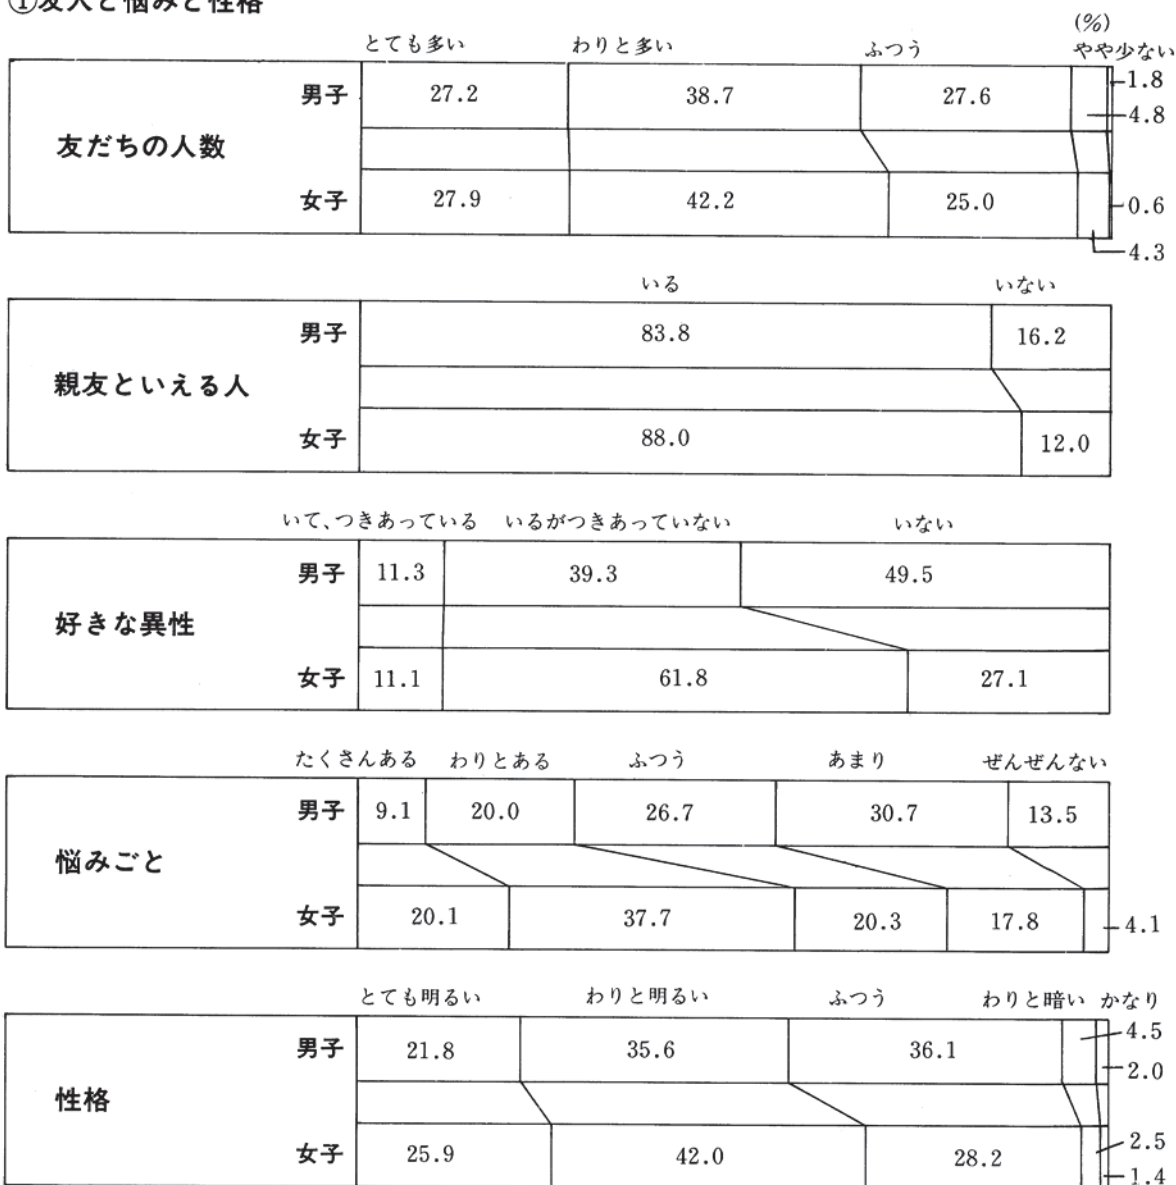 ①友人と悩みと性格
(%)
とても多い わりと多い ふつう やや少ない
男子 27.2 38.7 27.6 4.8 1.8
友だちの人数
女子 27.9 42.2 25.0 4.3 0.6
いる いない
男子 83.8 16.2
親友といえる人
女子 88.0 12.0
いて、つきあっている いるがつきあっていない いない
男子 11.3 39.3 49.5
好きな異性
女子 11.1 61.8 27.1
たくさんある わりとある ふつう あまり ぜんぜんない
男子 9.1 20.0 26.7 30.7 13.5
悩みごと
女子 20.1 37.7 20.3 17.8 4.1
とても明るい わりと明るい ふつう わりと暗い かなり
男子 21.8 35.6 36.1 4.5 2.0
性格
女子 25.9 42.0 28.2 2.5 1.4